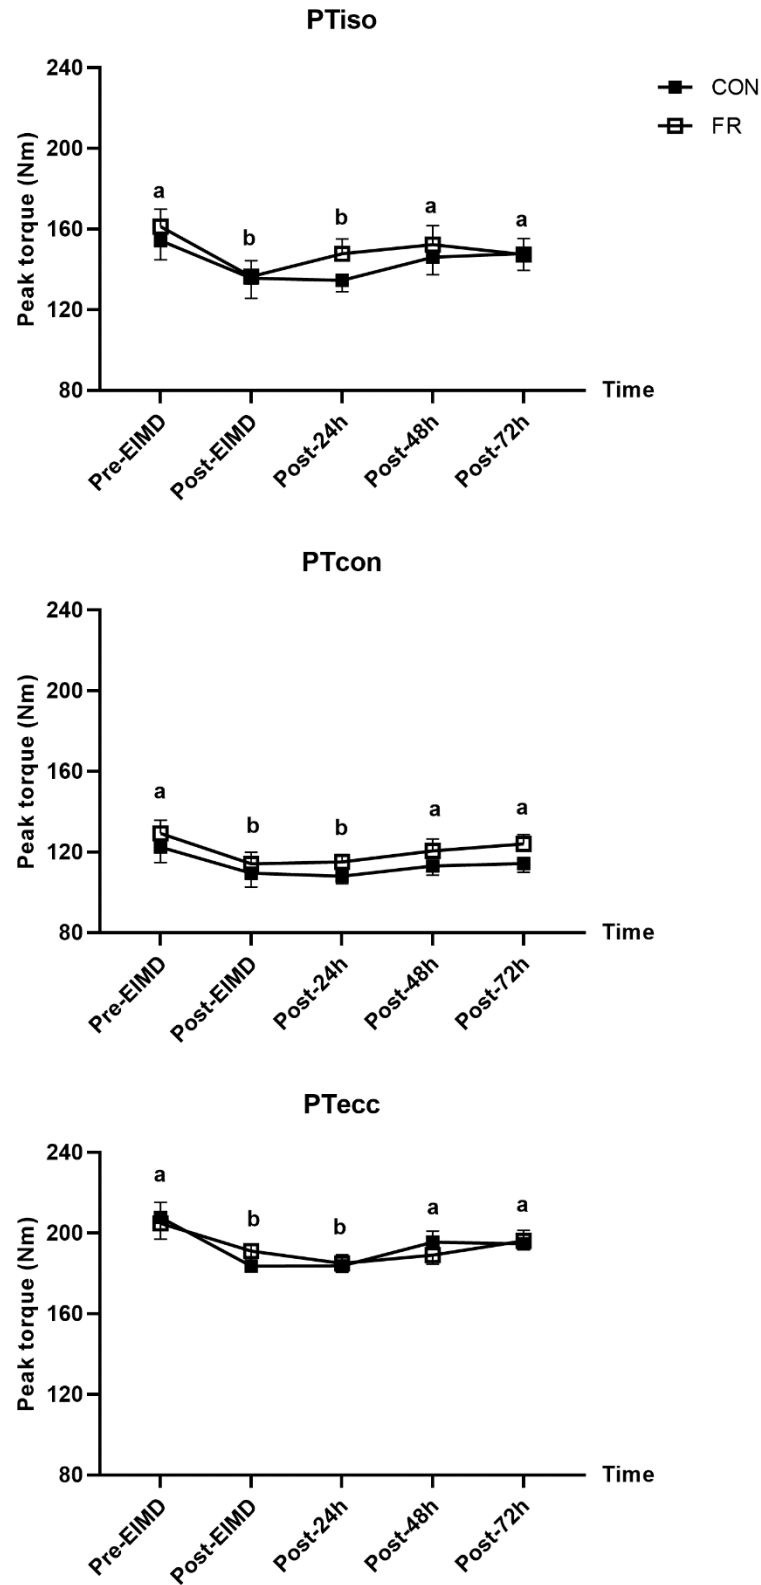 PTiso
240
200
160
120
80
Peak torque (Nm)
CON
FR
a
b
b
a
a
Time
Pre-EIMD
Post-EIMD
Post-24h
Post-48h
Post-72h
PTcon
240
200
160
120
80
Peak torque (Nm)
a
b
b
a
a
Time
Pre-EIMD
Post-EIMD
Post-24h
Post-48h
Post-72h
PTecc
240
200
160
120
80
Peak torque (Nm)
a
b
b
a
a
Time
Pre-EIMD
Post-EIMD
Post-24h
Post-48h
Post-72h